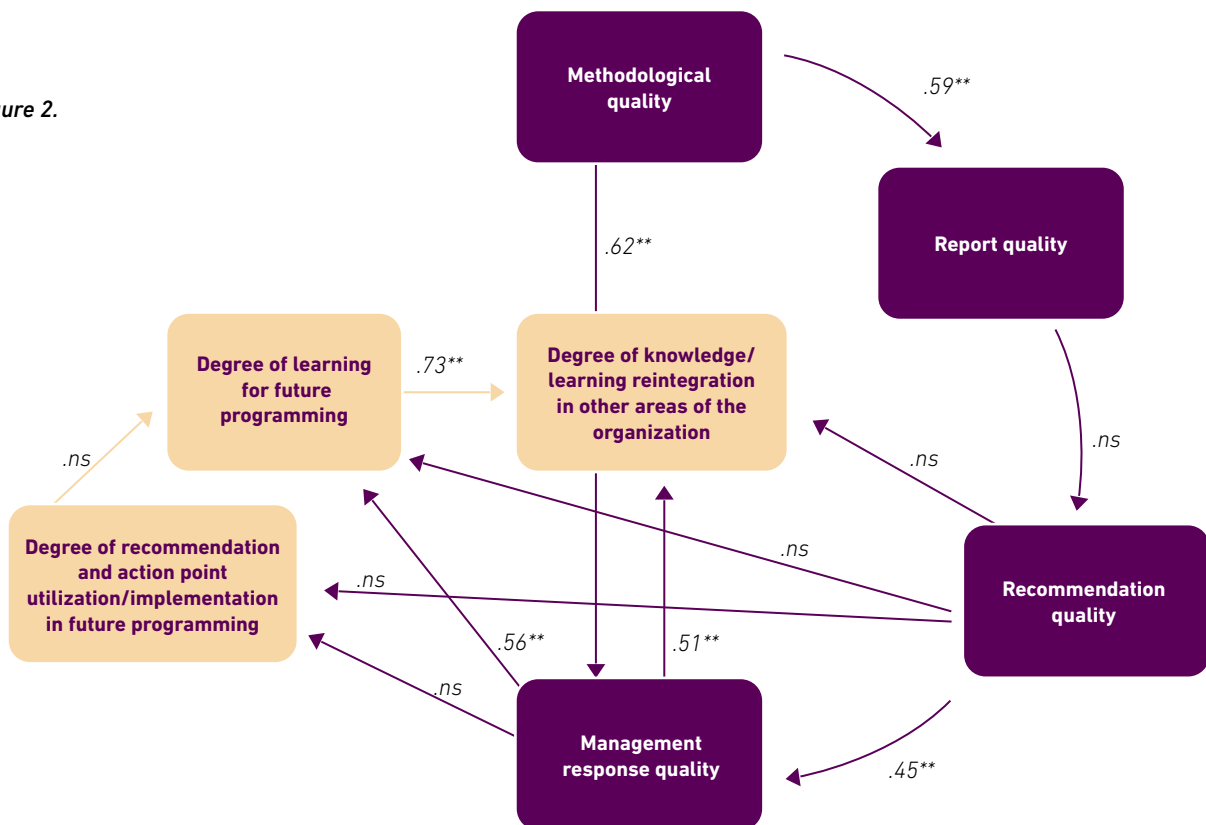 Methodological
quality
.59**
ure 2.
Report quality
.62**
Degree of learning
for future
programming
.73**
Degree of knowledge/
learning reintegration
in other areas of the
organization
.ns
.ns
.ns
Degree of recommendation
and action point
utilization/implementation
in future programming
.ns
.ns
Recommendation
quality
.56**
.51**
.ns
Management
response quality
.45**